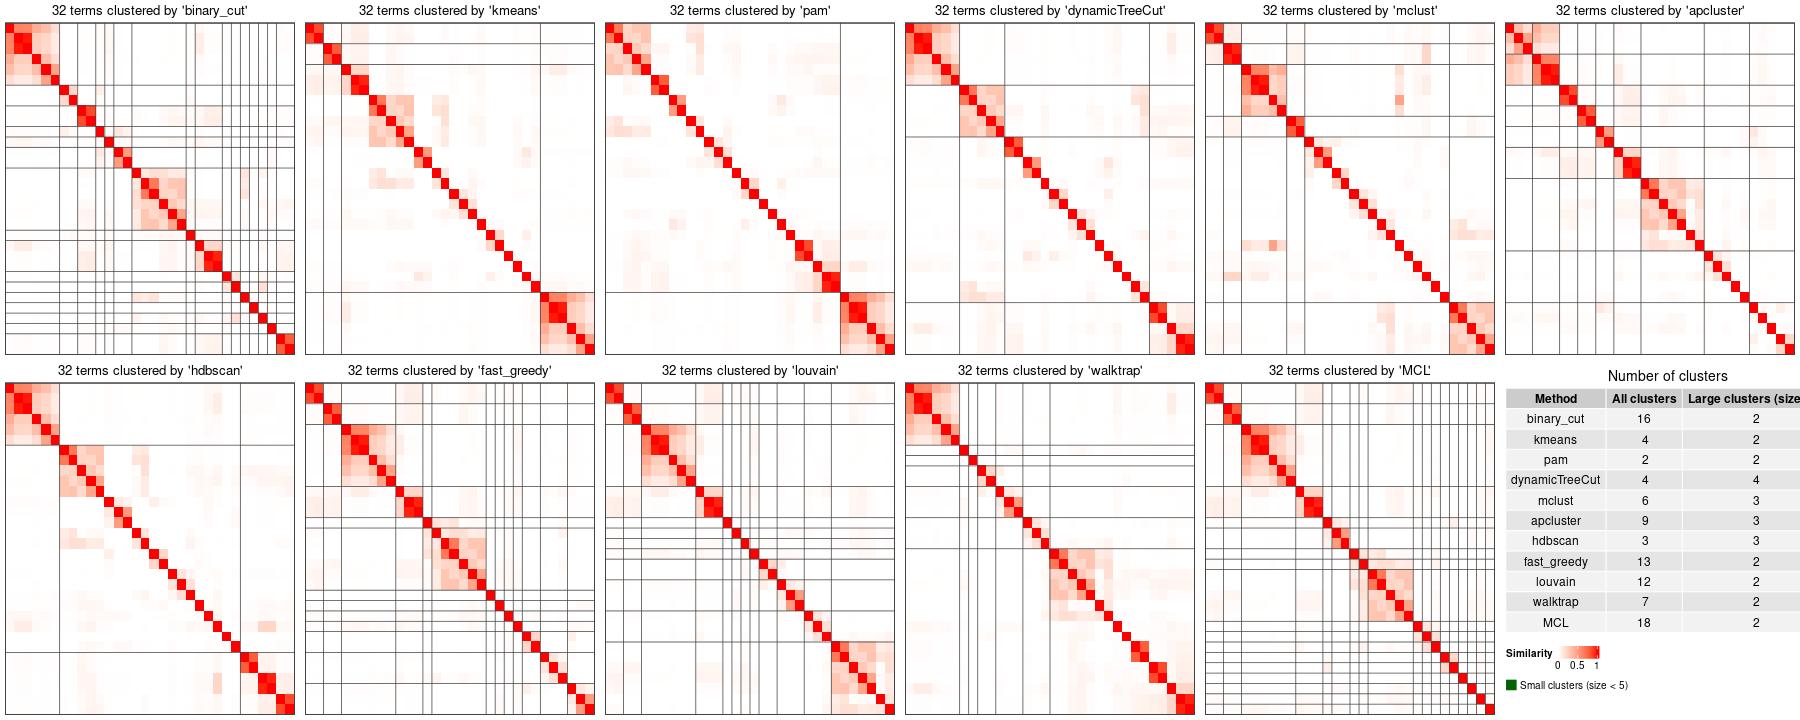 32 terms clustered by 'binary_cut'
32 terms clustered by 'kmeans'
32 terms clustered by 'pam'
32 terms clustered by 'dynamicTreeCut'
32 terms clustered by 'mclust'
32 terms clustered by 'apcluster'
32 terms clustered by 'hdbscan'
32 terms clustered by 'fast_greedy'
32 terms clustered by 'louvain'
32 terms clustered by 'walktrap'
32 terms clustered by 'MCL'
Number of clusters
Method All clusters Large clusters (size
binary_cut 16 2
kmeans 4 2
pam 2 2
dynamicTreeCut 4 4
mclust 6 3
apcluster 9 3
hdbscan 3 3
fast_greedy 13 2
louvain 12 2
walktrap 7 2
MCL 18 2
Similarity
0 0.5 1
Small clusters (size < 5)